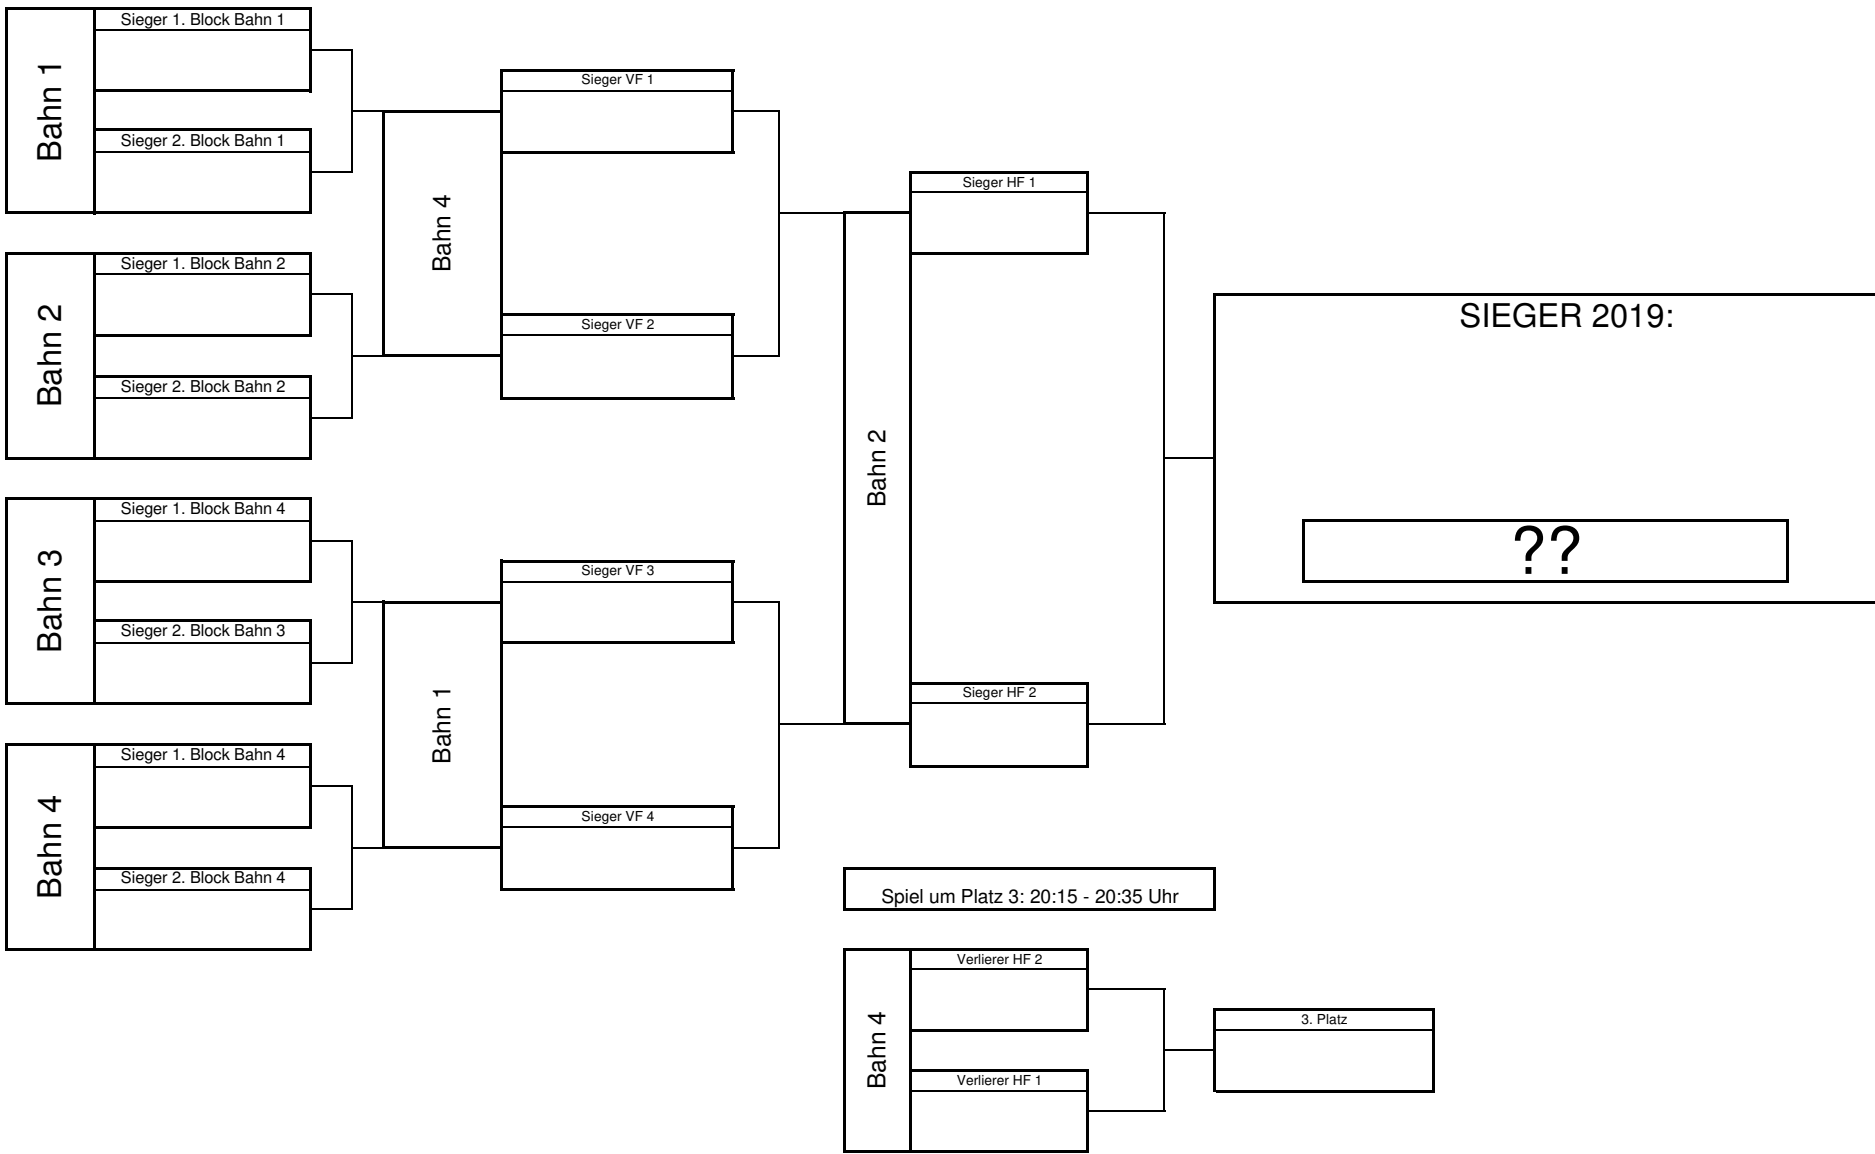 Bahn 1
Sieger 1. Block Bahn 1
Sieger 2. Block Bahn 1
Bahn 2
Sieger 1. Block Bahn 2
Sieger 2. Block Bahn 2
Bahn 3
Sieger 1. Block Bahn 4
Sieger 2. Block Bahn 3
Bahn 4
Sieger 1. Block Bahn 4
Sieger 2. Block Bahn 4
Bahn 4
Sieger VF 1
Sieger VF 2
Bahn 1
Sieger VF 3
Sieger VF 4
Bahn 2
Sieger HF 1
Sieger HF 2
SIEGER 2019:
??
Spiel um Platz 3: 20:15 - 20:35 Uhr
Bahn 4
Verlierer HF 2
Verlierer HF 1
3. Platz